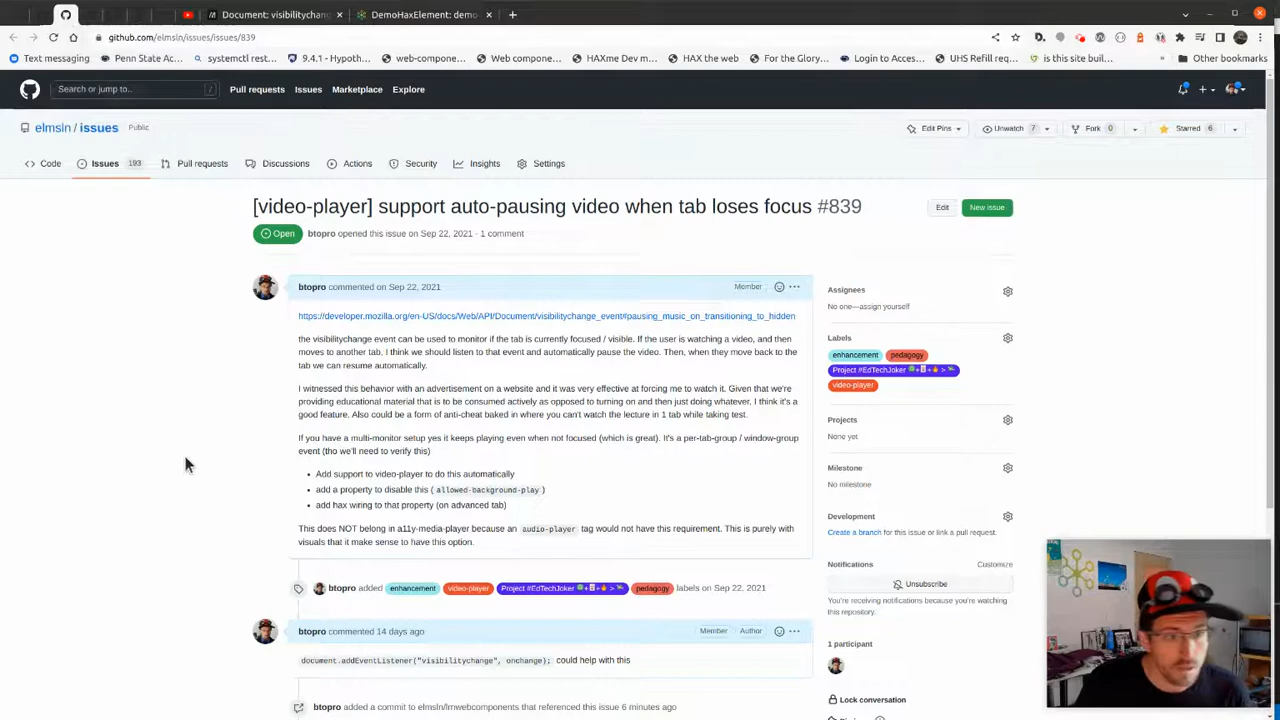 Document: visibilitychang
DemoHaxElement: demo
github.com/elmsln/issues/issues/839
Text messaging
Penn State Ac...
systemctl rest...
9.4.1 - Hypoth...
web-compone...
Web compone...
HAXme Dev m...
HAX the web
For the Glory...
Login to Access...
UHS Refill req...
is this site buil...
»
Other bookmarks
Search or jump to...
/
Pull requests
Issues
Marketplace
Explore
elmsln / issues
Public
Edit Pins
Unwatch 7
Fork 0
Starred 6
Code
Issues 193
Pull requests
Discussions
Actions
Security
Insights
Settings
[video-player] support auto-pausing video when tab loses focus #839
Edit
New issue
Open
btopro opened this issue on Sep 22, 2021 · 1 comment
btopro commented on Sep 22, 2021
Member
https://developer.mozilla.org/en-US/docs/Web/API/Document/visibilitychange_event#pausing_music_on_transitioning_to_hidden
the visibilitychange event can be used to monitor if the tab is currently focused / visible. If the user is watching a video, and then
moves to another tab, I think we should listen to that event and automatically pause the video. Then, when they move back to the
tab we can resume automatically.
I witnessed this behavior with an advertisement on a website and it was very effective at forcing me to watch it. Given that we're
providing educational material that is to be consumed actively as opposed to turning on and then just doing whatever, I think it's a
good feature. Also could be a form of anti-cheat baked in where you can't watch the lecture in 1 tab while taking test.
If you have a multi-monitor setup yes it keeps playing even when not focused (which is great). It's a per-tab-group / window-group
event (tho we'll need to verify this)
• Add support to video-player to do this automatically
• add a property to disable this ( allowed-background-play )
• add hax wiring to that property (on advanced tab)
This does NOT belong in a11y-media-player because an audio-player tag would not have this requirement. This is purely with
visuals that it make sense to have this option.
btopro added enhancement video-player Project #EdTechJoker pedagogy labels on Sep 22, 2021
btopro commented 14 days ago
Member
Author
document.addEventListener("visibilitychange", onchange); could help with this
btopro added a commit to elmsln/lrnwebcomponents that referenced this issue 6 minutes ago
Assignees
No one—assign yourself
Labels
enhancement
pedagogy
Project #EdTechJoker
video-player
Projects
None yet
Milestone
No milestone
Development
Create a branch for this issue or link a pull request.
Notifications
Customize
Unsubscribe
You're receiving notifications because you're watching
this repository.
1 participant
Lock conversation